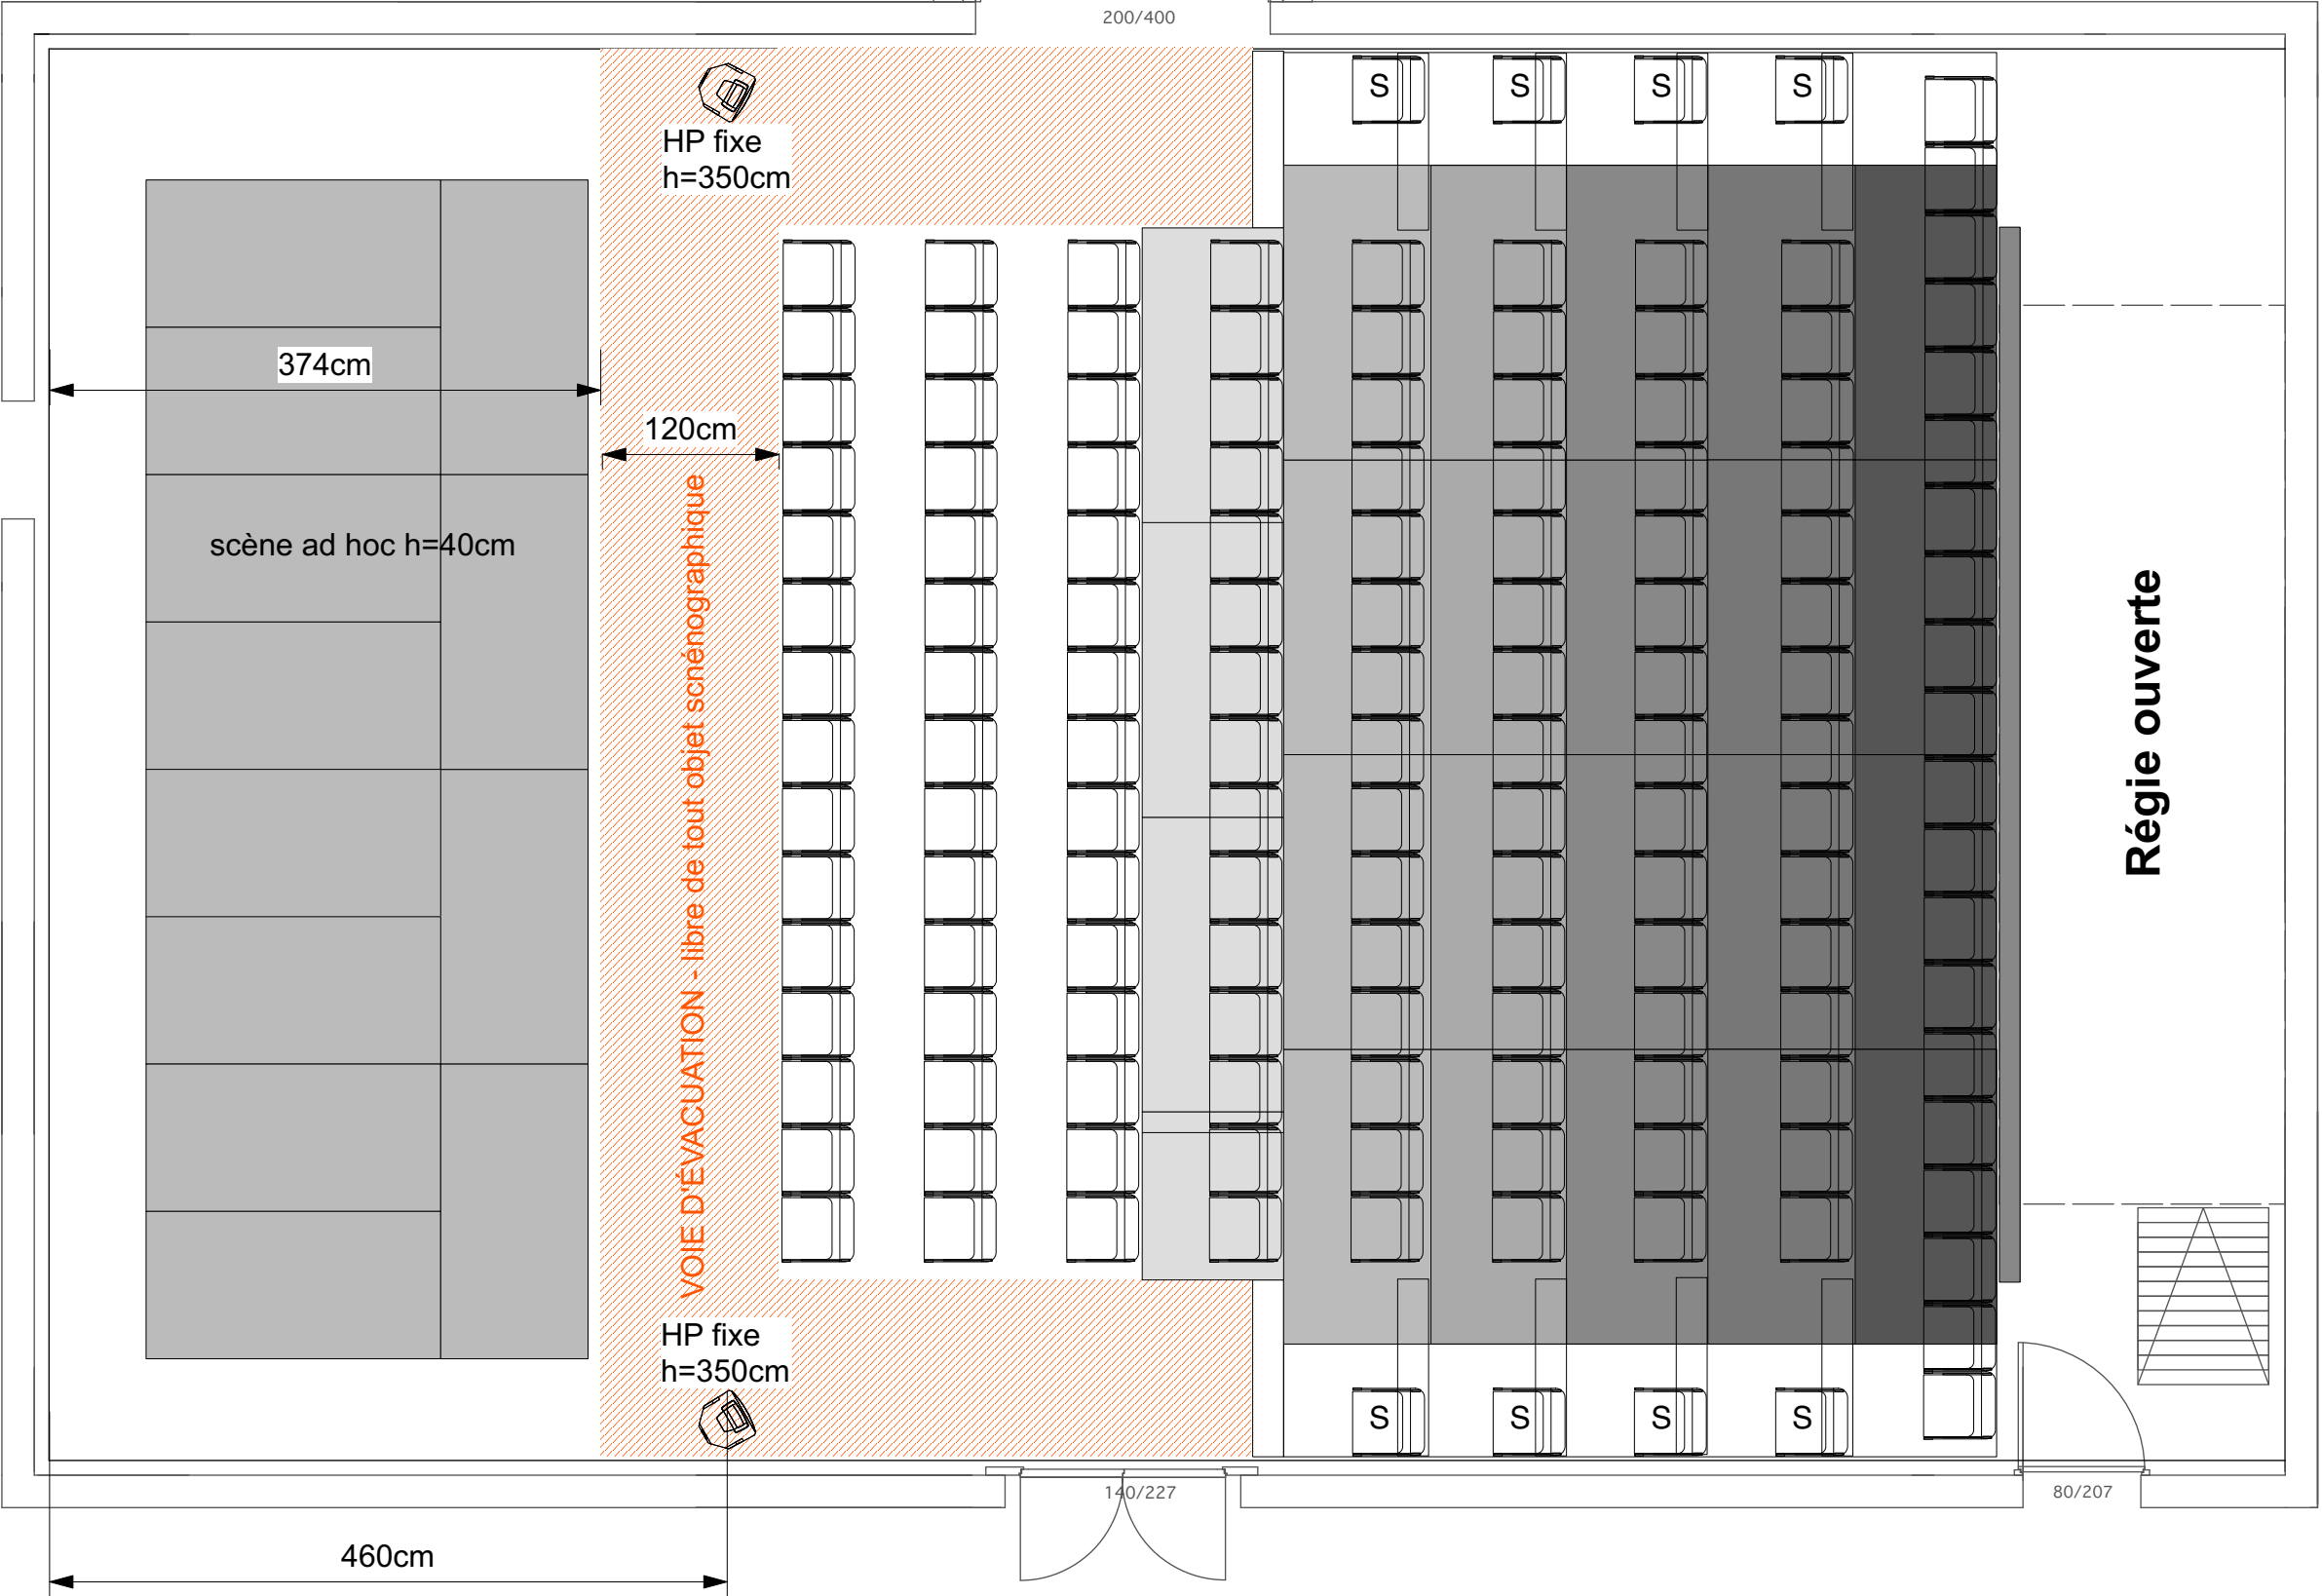 200/400
S S S S
HP fixe
h=350cm
374cm
120cm
scène ad hoc h=40cm
VOIE D'ÉVACUATION - libre de tout objet scnénographique
Régie ouverte
HP fixe
h=350cm
S S S S
140/227
80/207
460cm